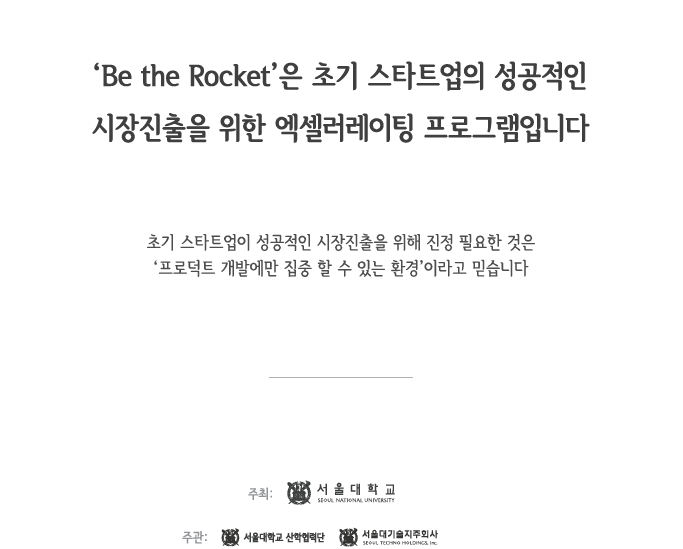 ‘Be the Rocket’은 초기 스타트업의 성공적인
시장진출을 위한 엑셀러레이팅 프로그램입니다
초기 스타트업이 성공적인 시장진출을 위해 진정 필요한 것은
‘프로덕트 개발에만 집중 할 수 있는 환경’이라고 믿습니다
주최: 서울대학교
SEOUL NATIONAL UNIVERSITY
주관: 서울대학교 산학협력단 서울대기술지주회사
SEOUL TECHNO HOLDINGS, Inc.